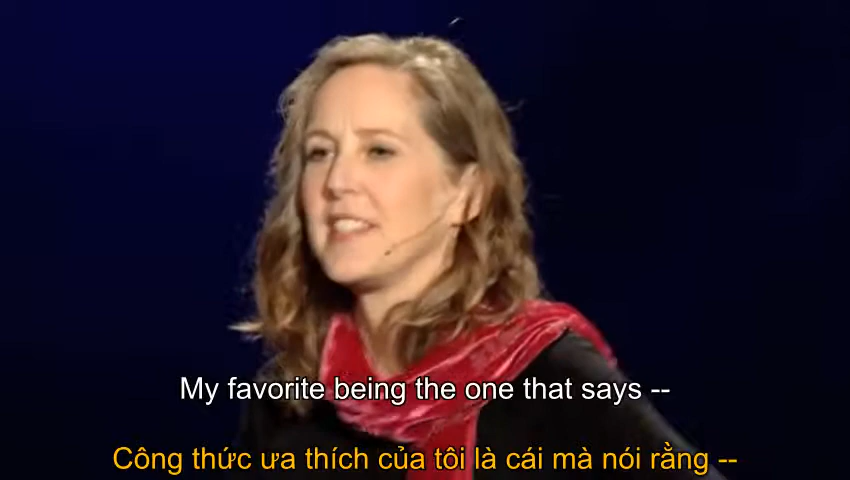 My favorite being the one that says --
Công thức ưa thích của tôi là cái mà nói rằng --